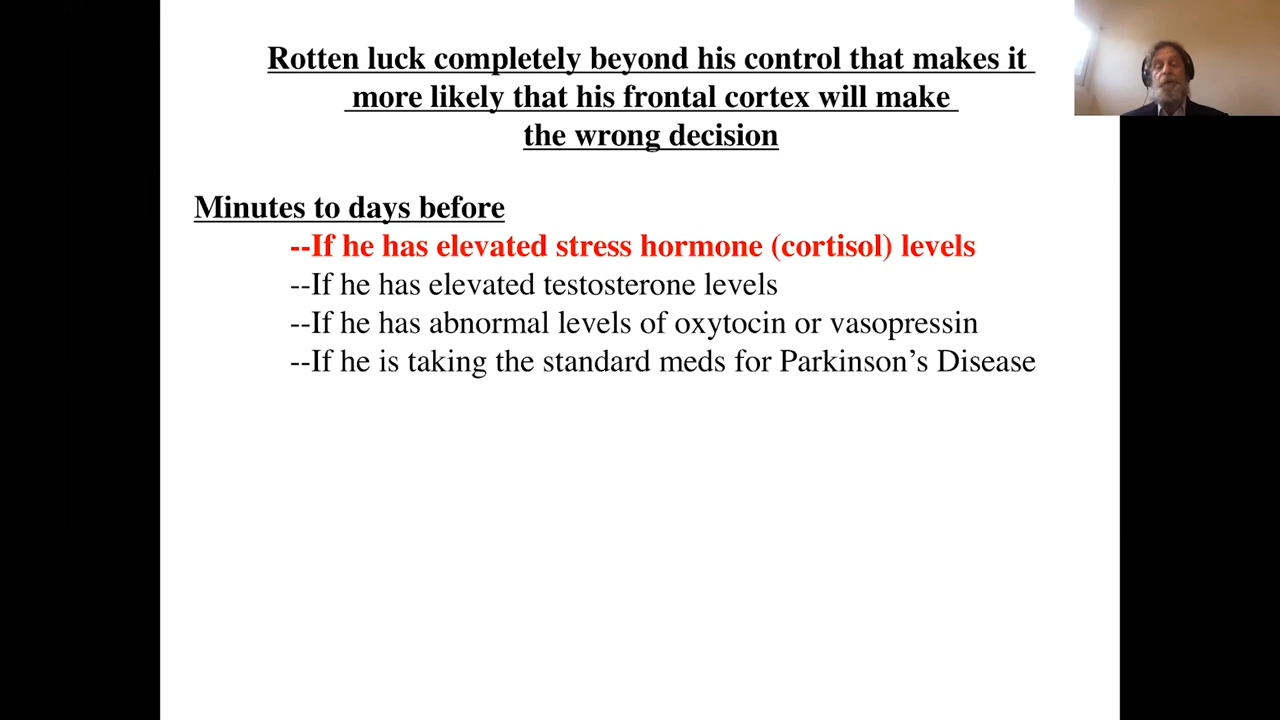 Rotten luck completely beyond his control that makes it
more likely that his frontal cortex will make
the wrong decision
Minutes to days before
--If he has elevated stress hormone (cortisol) levels
--If he has elevated testosterone levels
--If he has abnormal levels of oxytocin or vasopressin
--If he is taking the standard meds for Parkinson’s Disease